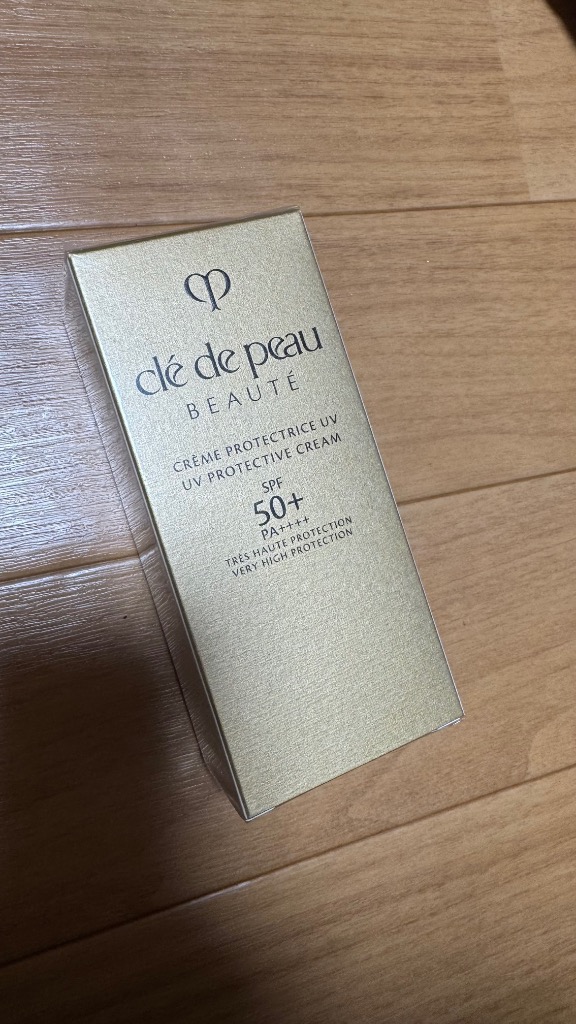 clé de peau
BEAUTÉ
CRÈME PROTECTRICE UV
UV PROTECTIVE CREAM
SPF
50+
PA++++
TRÈS HAUTE PROTECTION
VERY HIGH PROTECTION